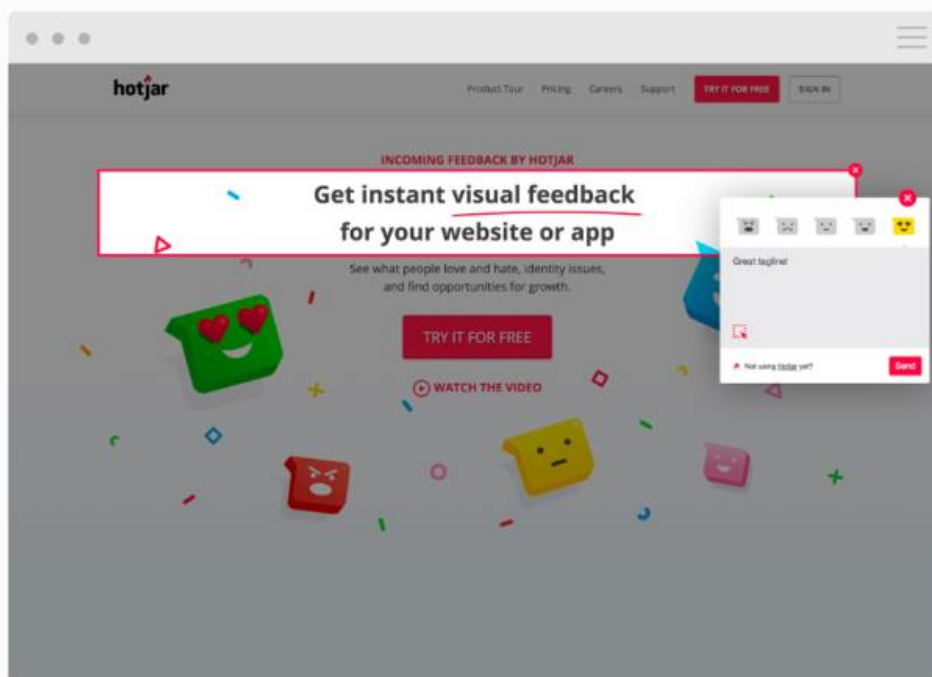 hotjar
Product Tour Pricing Careers Support TRY IT FOR FREE SIGN IN
INCOMING FEEDBACK BY HOTJAR
Get instant visual feedback
for your website or app
See what people love and hate, identity issues,
and find opportunities for growth.
TRY IT FOR FREE
WATCH THE VIDEO
Great tagline!
Not using Hotjar yet?
Send